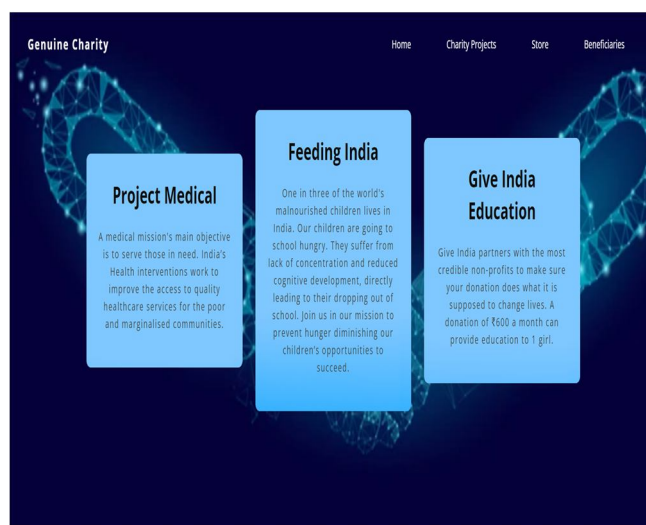 Genuine Charity
Home
Charity Projects
Store
Beneficiaries
Project Medical
A medical mission's main objective
is to serve those in need. India's
Health interventions work to
improve the access to quality
healthcare services for the poor
and marginalised communities.
Feeding India
One in three of the world's
malnourished children lives in
India. Our children are going to
school hungry. They suffer from
lack of concentration and reduced
cognitive development, directly
leading to their dropping out of
school. Join us in our mission to
prevent hunger diminishing our
children's opportunities to
succeed.
Give India
Education
Give India partners with the most
credible non-profits to make sure
your donation does what it is
supposed to change lives. A
donation of ₹600 a month can
provide education to 1 girl.